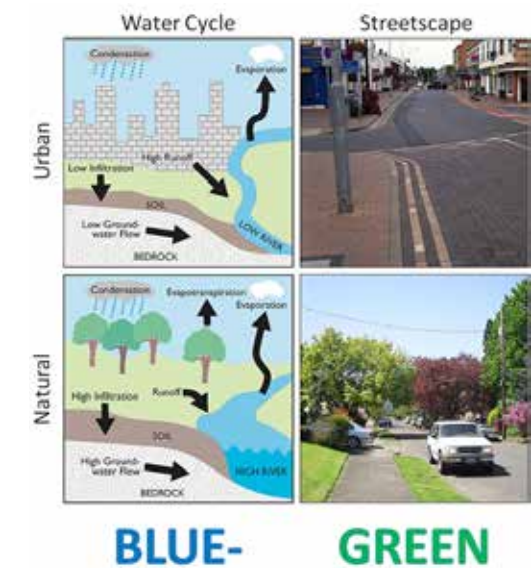 Water Cycle
Streetscape
Urban
Condensation
Evaporation
High Runoff
Low Infiltration
SOIL
Low Ground-
water Flow
LOW RIVER
BEDROCK
Natural
Condensation
Evapotranspiration
Evaporation
High Infiltration
Runoff
SOIL
High Ground-
water Flow
HIGH RIVER
BEDROCK
BLUE-
GREEN